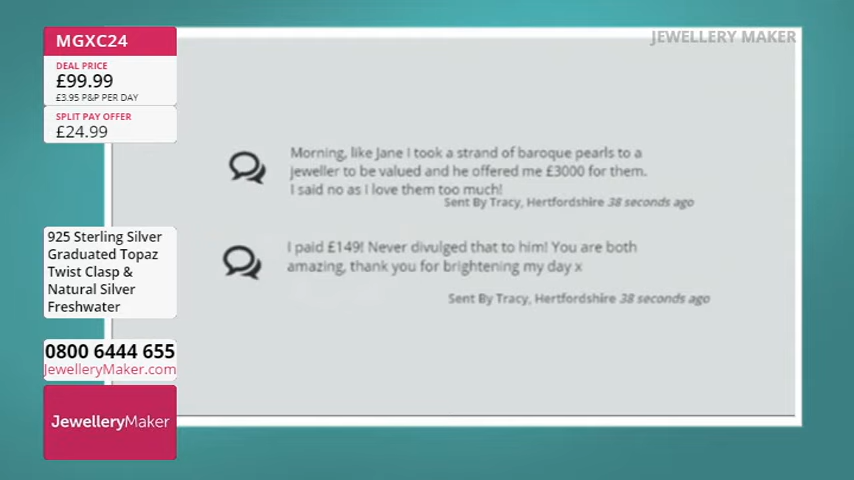 MGXC24
DEAL PRICE
£99.99
£3.95 P&P PER DAY
SPLIT PAY OFFER
£24.99
925 Sterling Silver
Graduated Topaz
Twist Clasp &
Natural Silver
Freshwater
0800 6444 655
JewelleryMaker.com
JewelleryMaker
JEWELLERY MAKER
Morning, like Jane I took a strand of baroque pearls to a
jeweller to be valued and he offered me £3000 for them.
I said no as I love them too much!
Sent By Tracy, Hertfordshire 38 seconds ago
I paid £149! Never divulged that to him! You are both
amazing, thank you for brightening my day x
Sent By Tracy, Hertfordshire 38 seconds ago